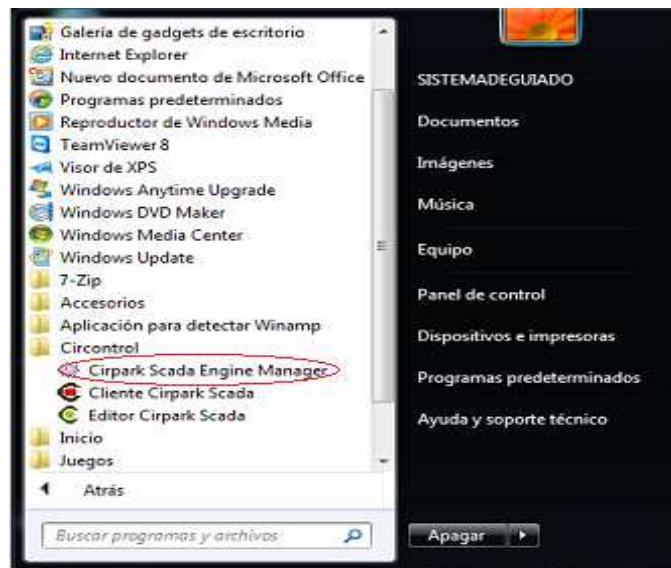 Galería de gadgets de escritorio
Internet Explorer
Nuevo documento de Microsoft Office
Programas predeterminados
Reproductor de Windows Media
TeamViewer 8
Visor de XPS
Windows Anytime Upgrade
Windows DVD Maker
Windows Media Center
Windows Update
7-Zip
Accesorios
Aplicación para detectar Winamp
Circontrol
Cirpark Scada Engine Manager
Cliente Cirpark Scada
Editor Cirpark Scada
Inicio
Juegos
Atrás
Buscar programas y archivos
SISTEMADEGUIADO
Documentos
Imágenes
Música
Equipo
Panel de control
Dispositivos e impresoras
Programas predeterminados
Ayuda y soporte técnico
Apagar